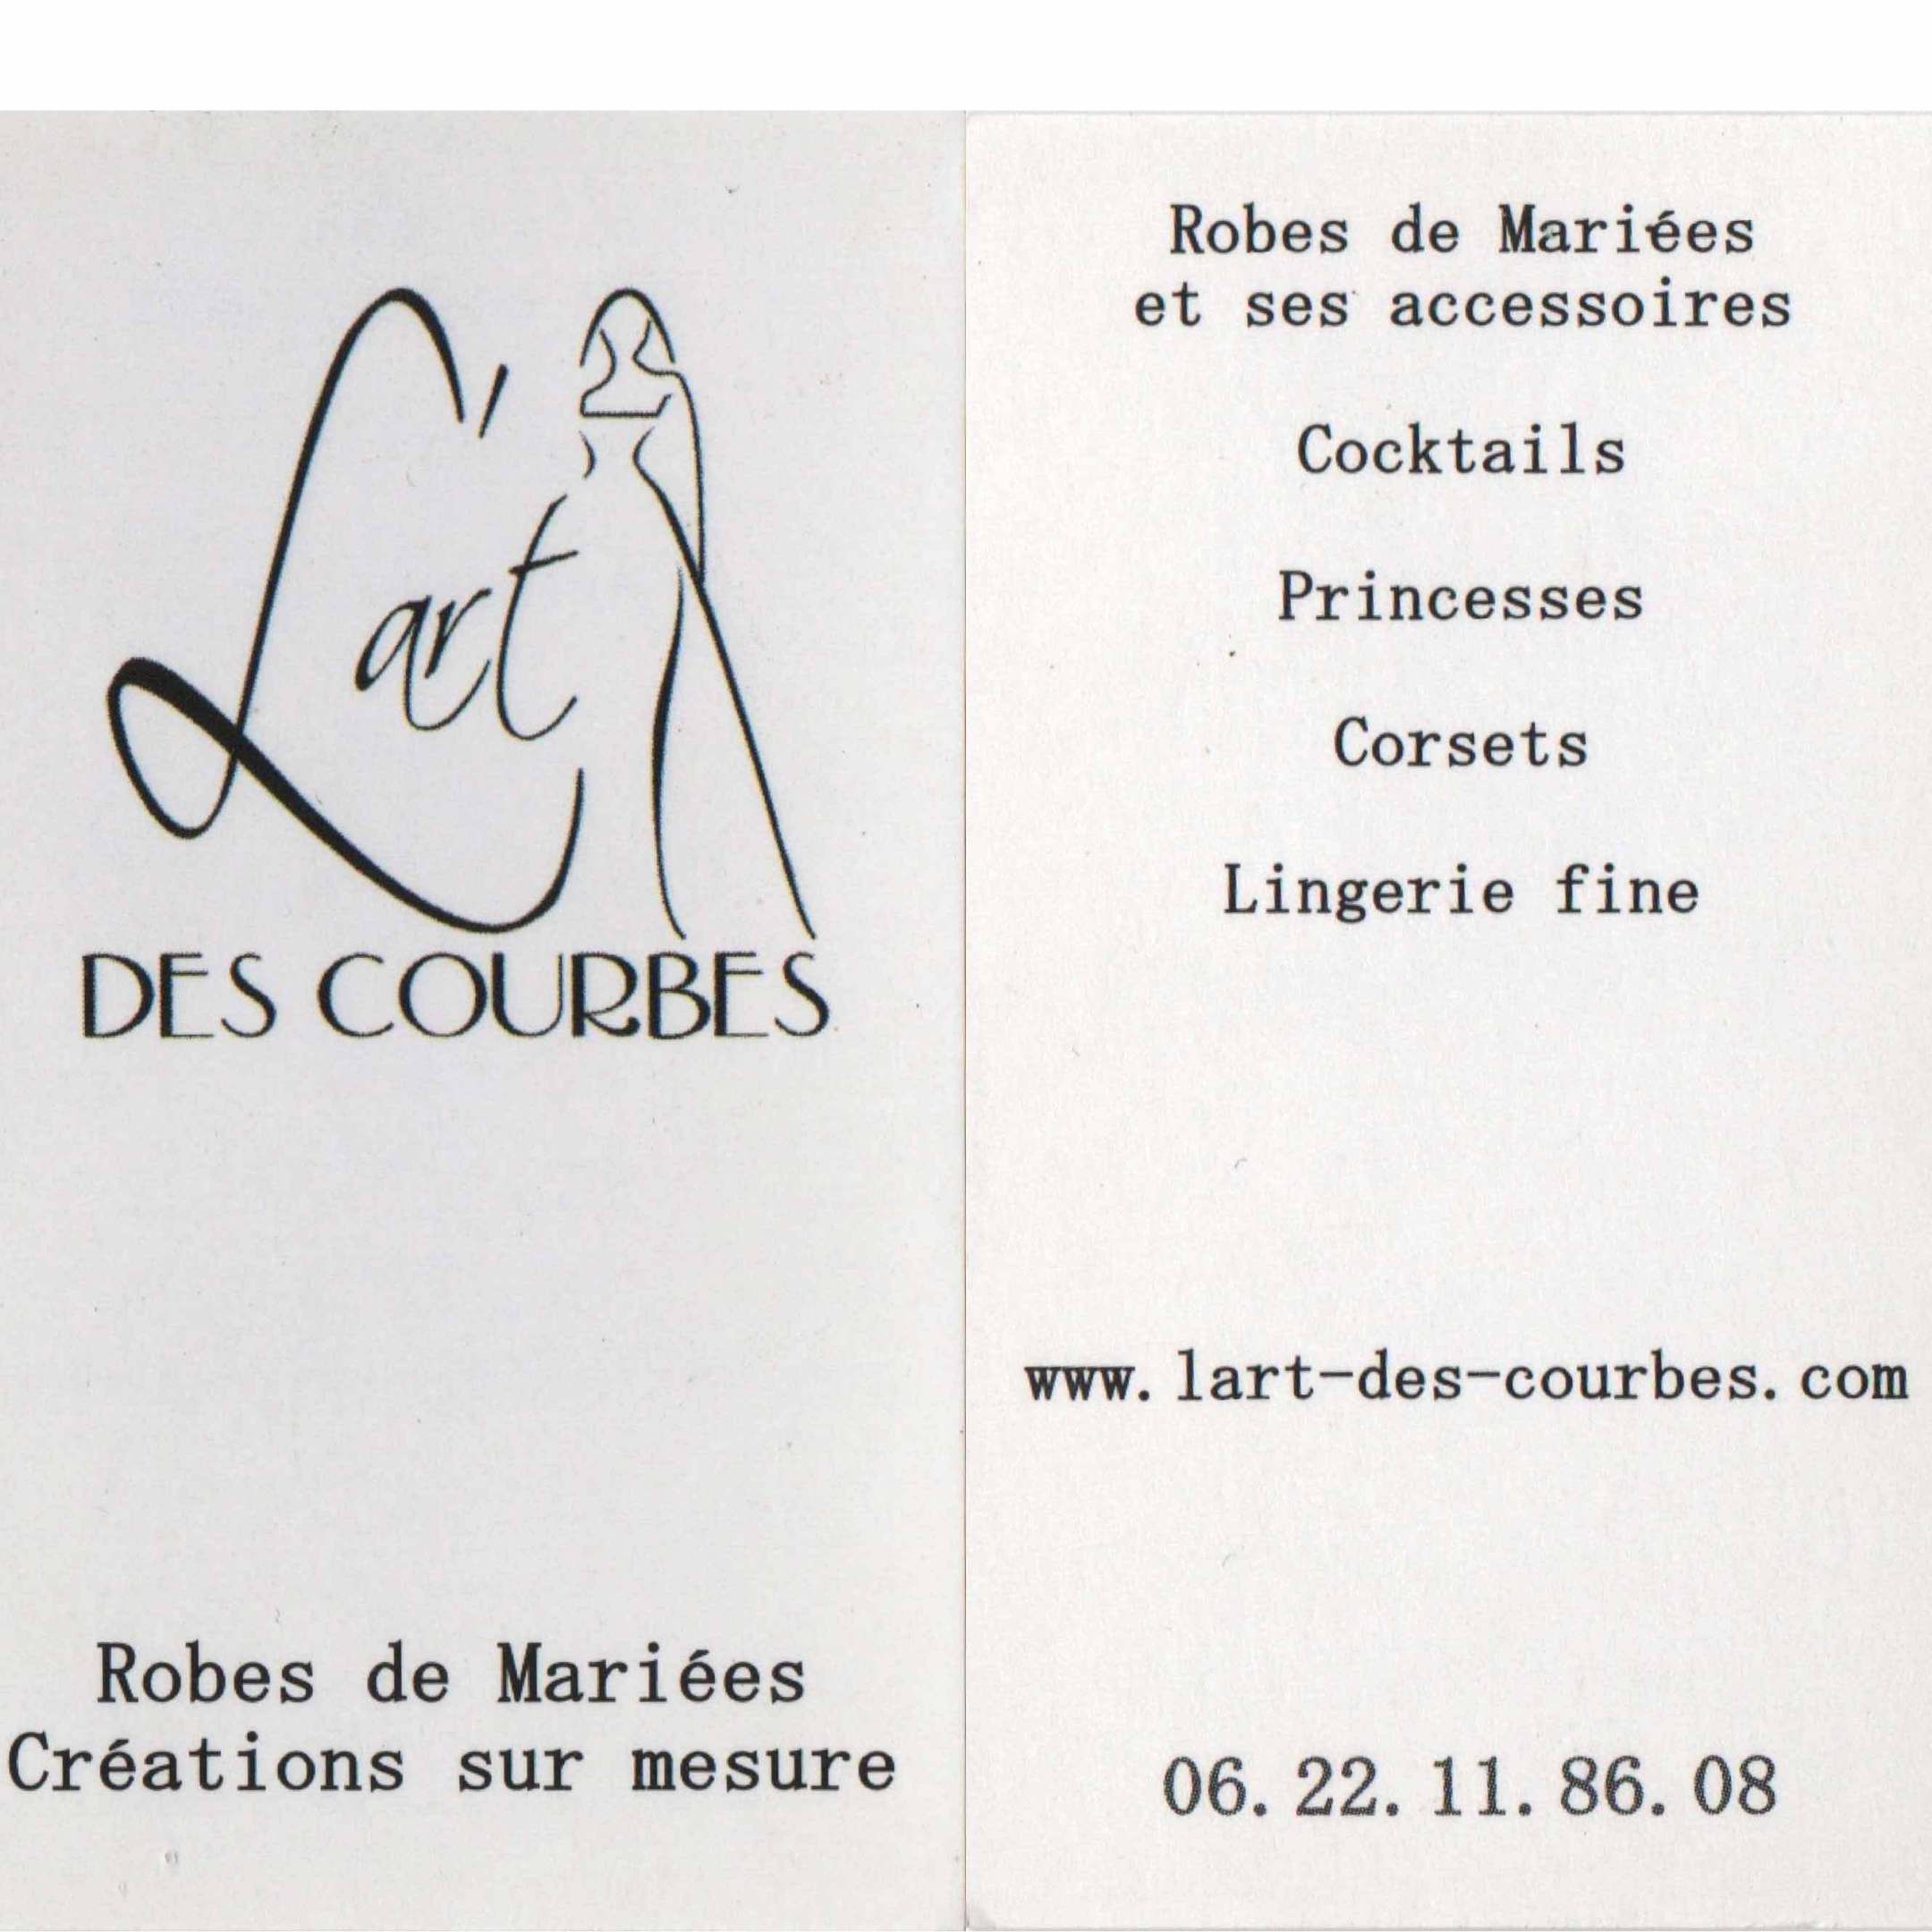 L'art
DES COURBES
Robes de Mariées
Créations sur mesure
Robes de Mariées
et ses accessoires
Cocktails
Princesses
Corsets
Lingerie fine
www.lart-des-courbes.com
06.22.11.86.08